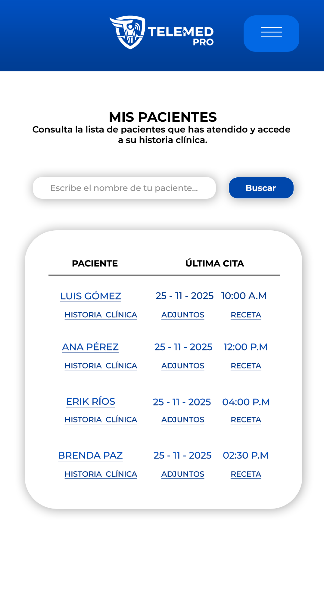 TELEMED
PRO
MIS PACIENTES
Consulta la lista de pacientes que has atendido y accede
a su historia clínica.
Escribe el nombre de tu paciente... Buscar
PACIENTE ÚLTIMA CITA
LUIS GÓMEZ 25 - 11 - 2025 10:00 A.M
HISTORIA CLÍNICA ADJUNTOS RECETA
ANA PÉREZ 25 - 11 - 2025 12:00 P.M
HISTORIA CLÍNICA ADJUNTOS RECETA
ERIK RÍOS 25 - 11 - 2025 04:00 P.M
HISTORIA CLÍNICA ADJUNTOS RECETA
BRENDA PAZ 25 - 11 - 2025 02:30 P.M
HISTORIA CLÍNICA ADJUNTOS RECETA